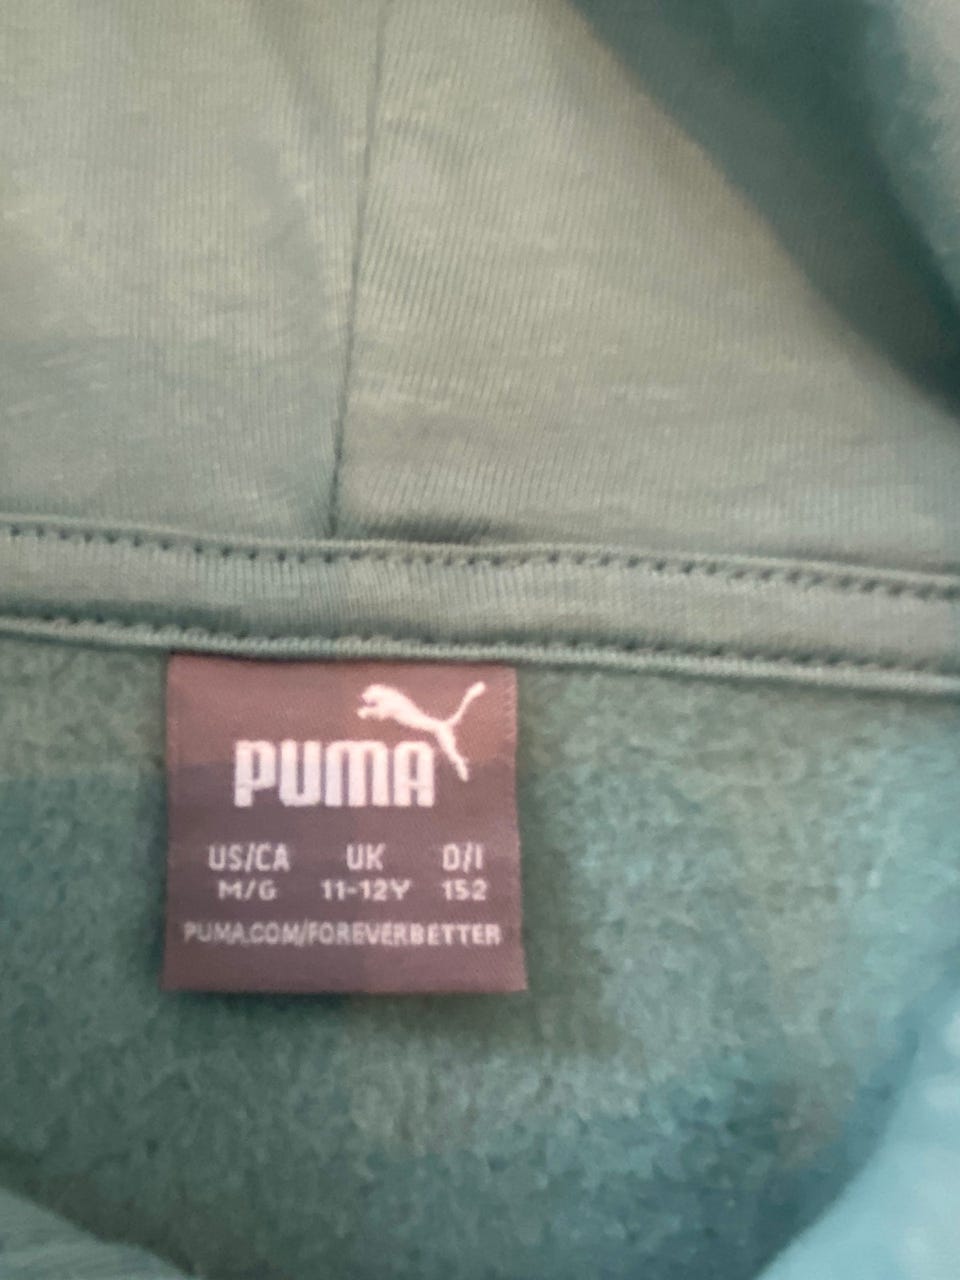 PUMA
US/CA UK D/I
M/G 11-12Y 152
PUMA.COM/FOREVERBETTER